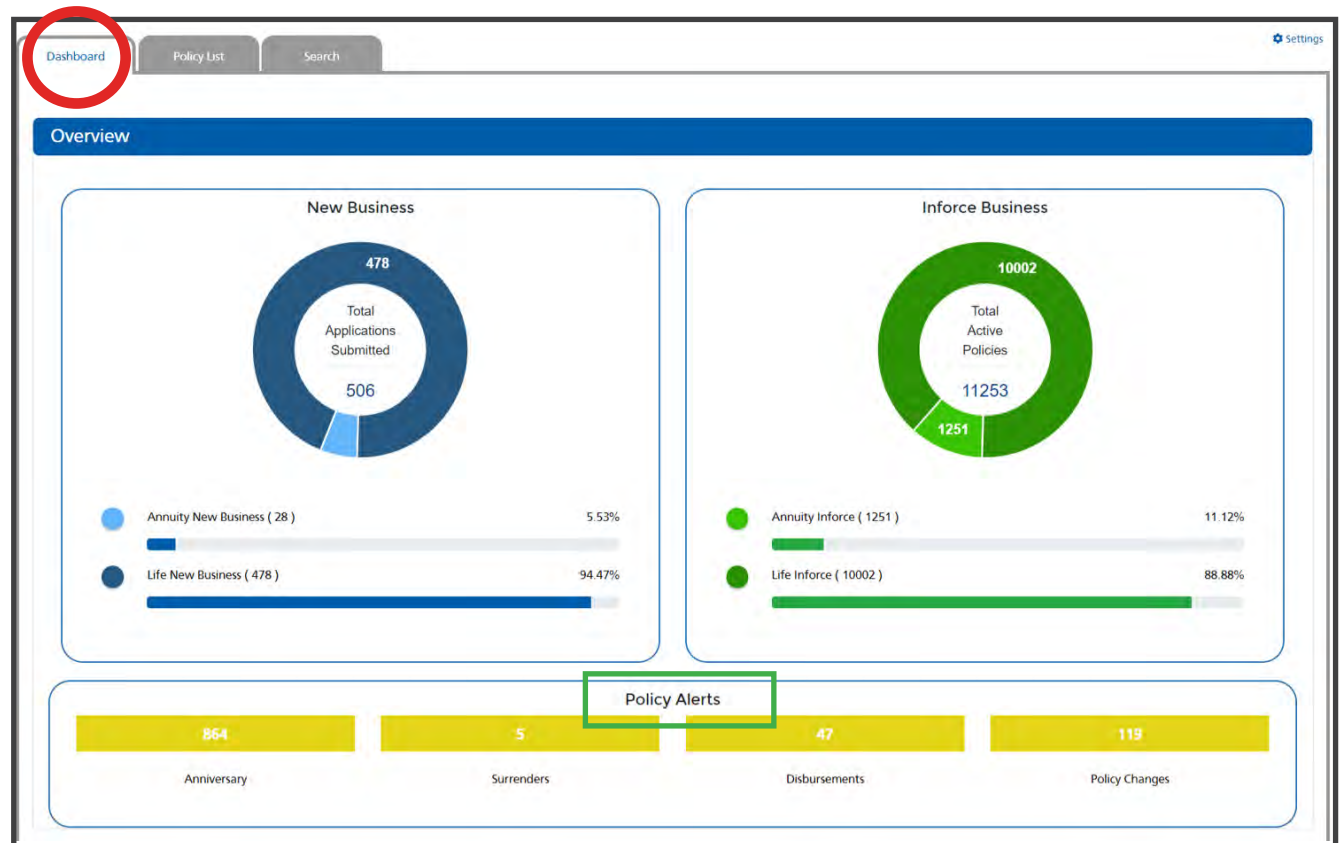 Dashboard
Policy List
Search
Settings
Overview
New Business
478
Total
Applications
Submitted
506
Annuity New Business ( 28 )
5.53%
Life New Business ( 478 )
94.47%
Inforce Business
10002
Total
Active
Policies
11253
1251
Annuity Inforce ( 1251 )
11.12%
Life Inforce ( 10002 )
88.88%
Policy Alerts
864
5
47
119
Anniversary
Surrenders
Disbursements
Policy Changes